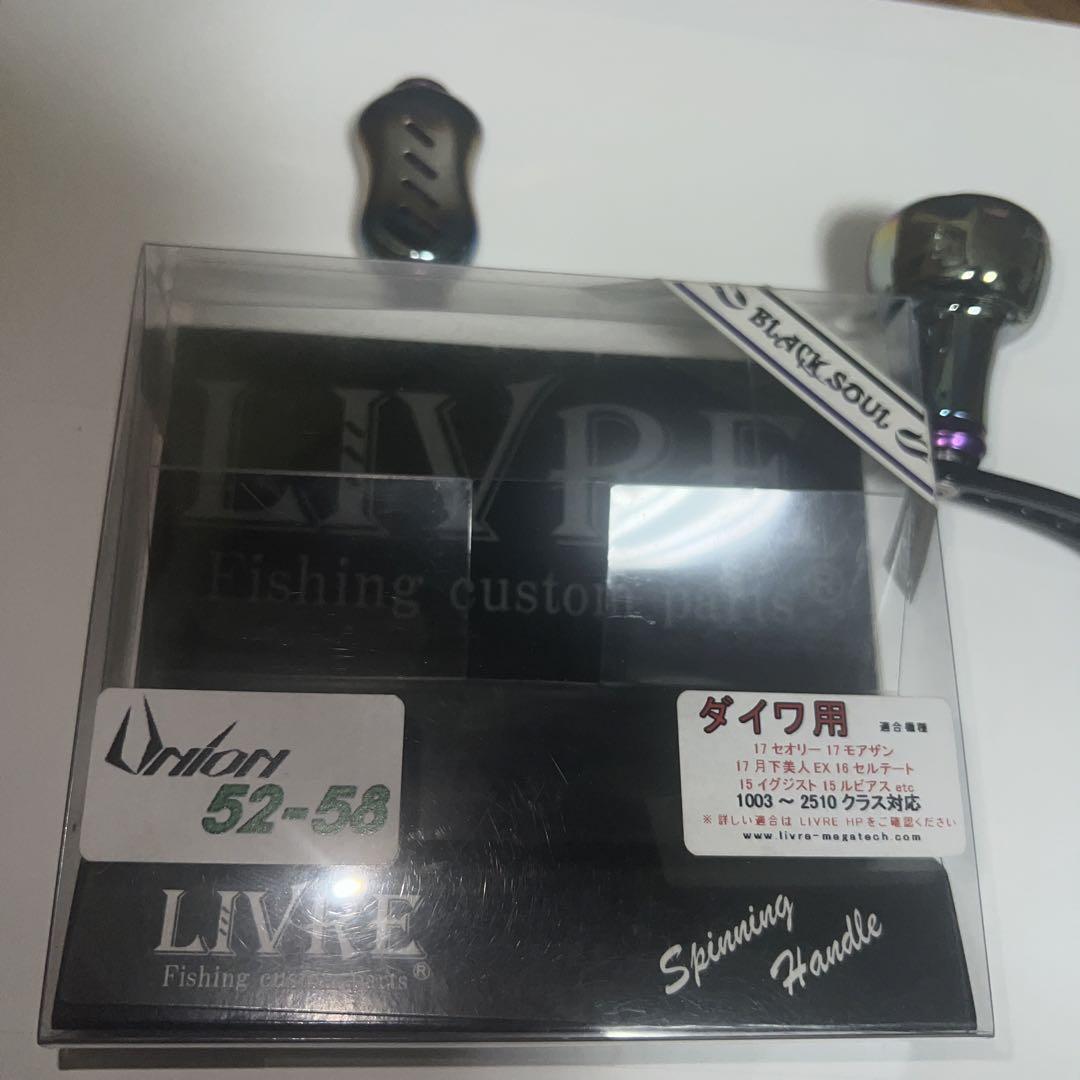 BLACK SOUL
LIVRE
Fishing custom parts®
Union
52-58
ダイワ用 適合機種
17 セオリー 17 モアザン
17 月下美人 EX 16 セルテート
15 イグジスト 15 ルビアス etc
1003 ～ 2510 クラス対応
※ 詳しい適合は LIVRE HPをご確認ください
www.livre-megatech.com
LIVRE
Fishing custom parts®
Spinning
Handle